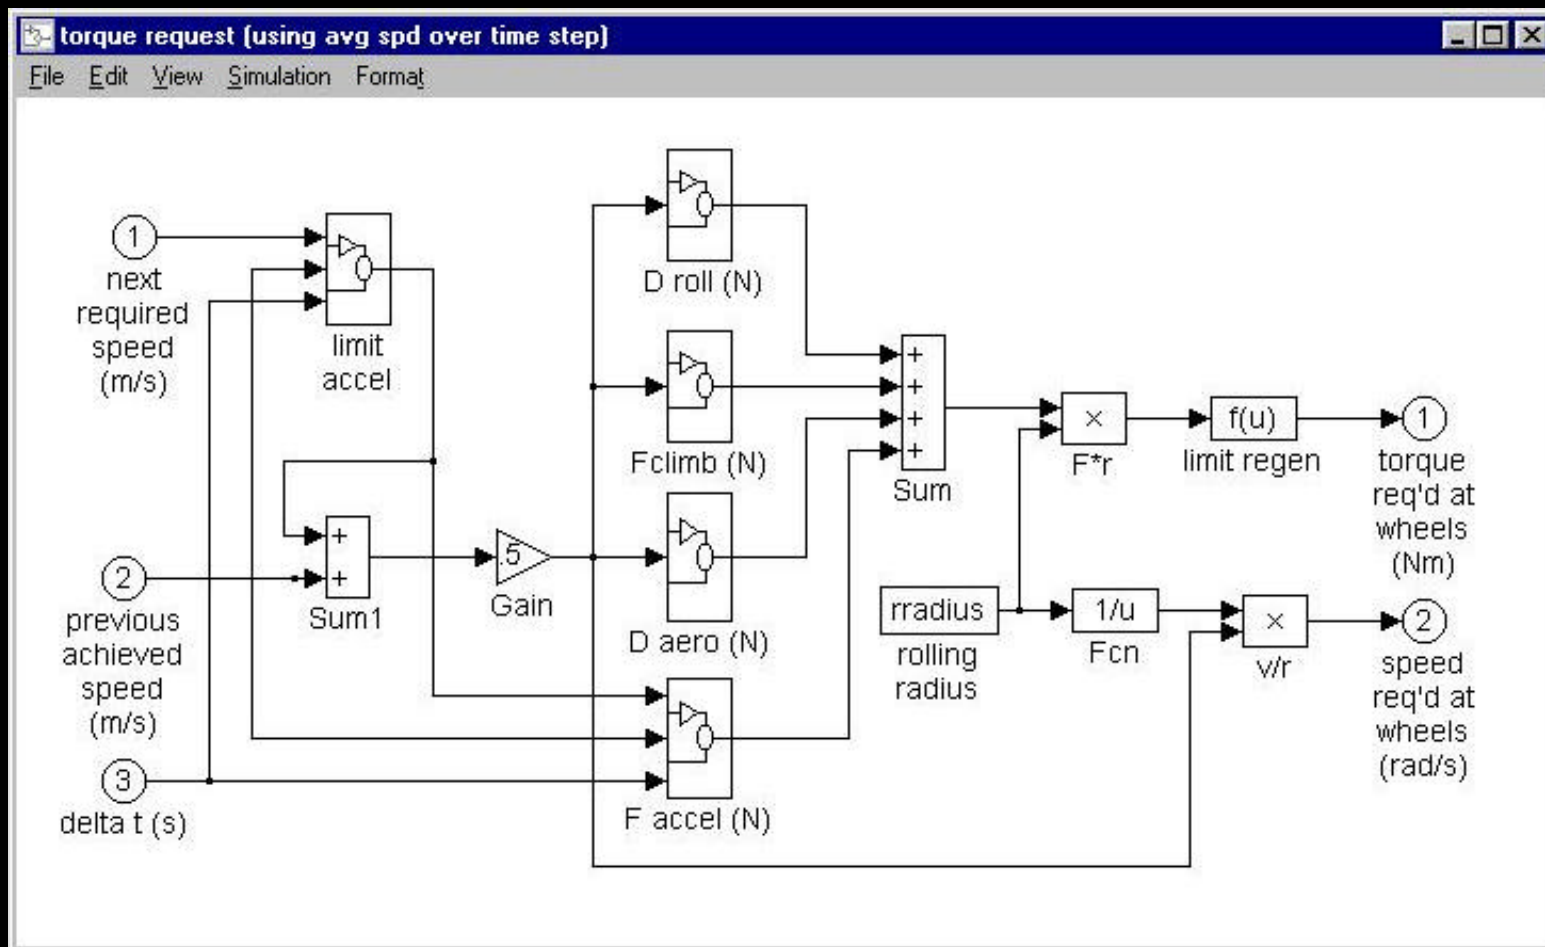 torque request (using avg spd over time step)
File Edit View Simulation Format
1
next
required
speed
(m/s)
limit
accel
2
previous
achieved
speed
(m/s)
+
+
Sum1
.5
Gain
3
delta t (s)
D roll (N)
Fclimb (N)
D aero (N)
F accel (N)
+
+
+
+
Sum
×
F*r
f(u)
limit regen
1
torque
req'd at
wheels
(Nm)
rradius
rolling
radius
1/u
Fcn
×
v/r
2
speed
req'd at
wheels
(rad/s)